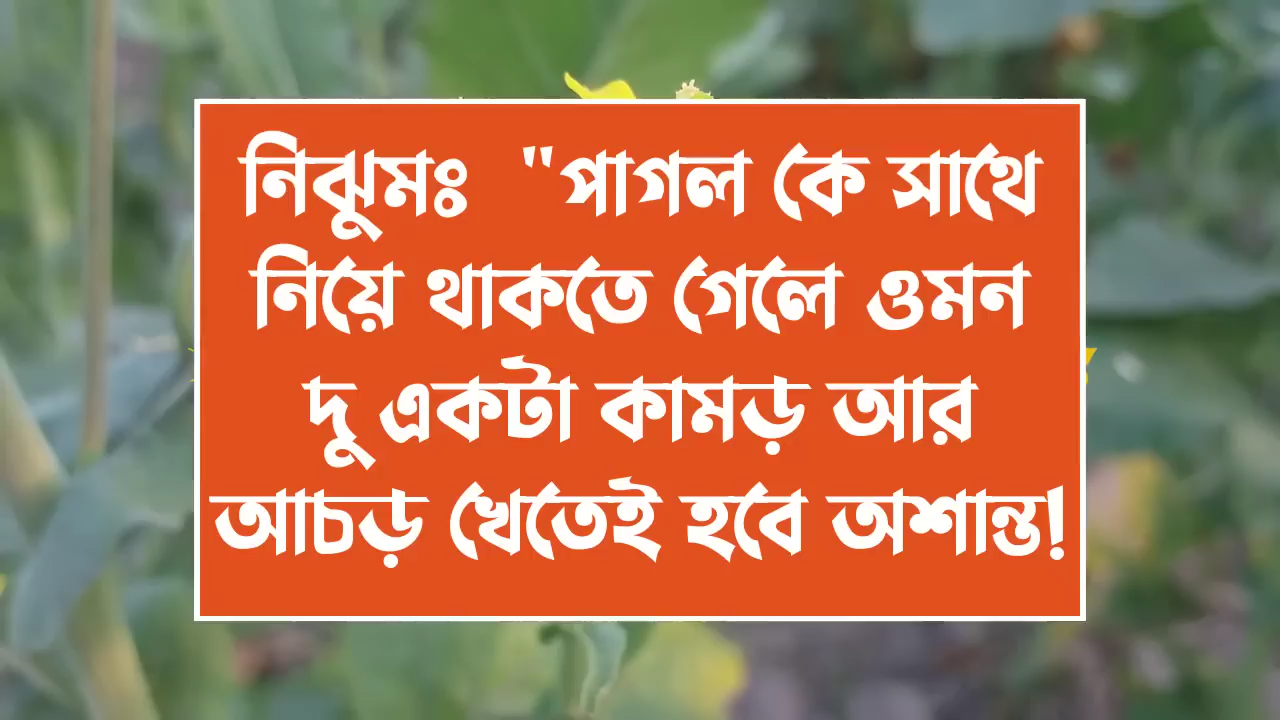 নিঝুমঃ "পাগল কে সাথে
নিয়ে থাকতে গেলে ওমন
দু একটা কামড় আর
আচড় খেতেই হবে অশান্ত!